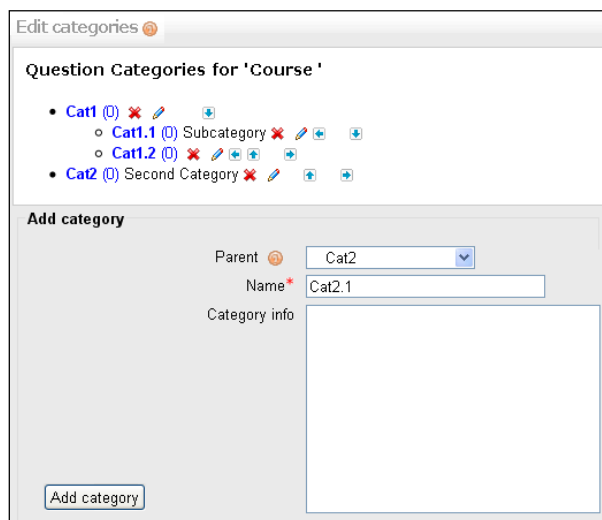 Edit categories
Question Categories for 'Course '
Cat1 (0)
Cat1.1 (0) Subcategory
Cat1.2 (0)
Cat2 (0) Second Category
Add category
Parent Cat2
Name* Cat2.1
Category info
Add category